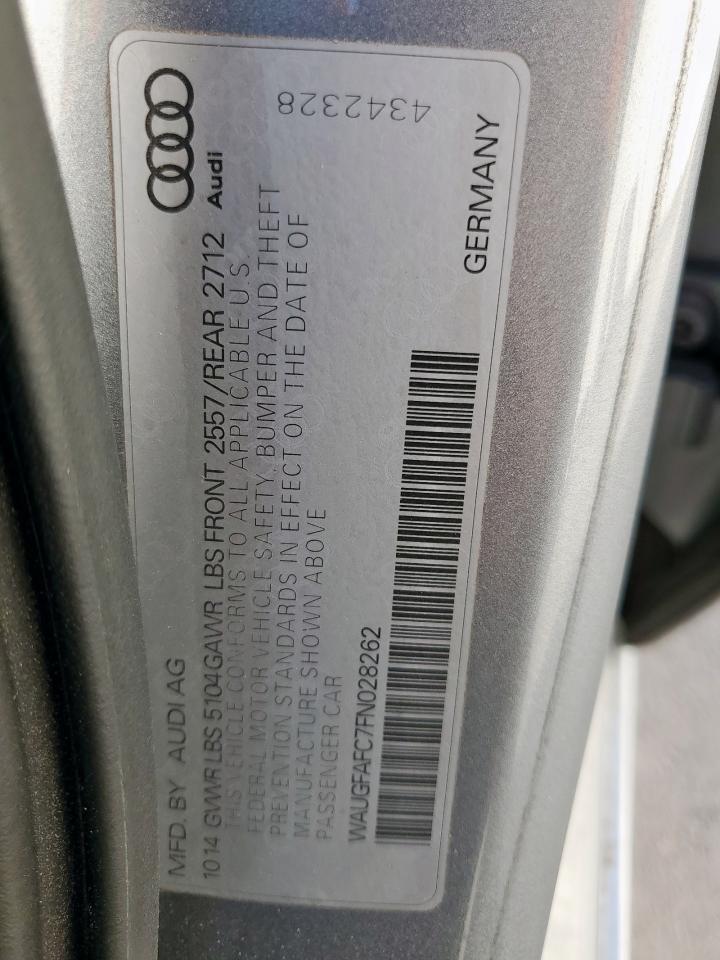 MFD. BY AUDI AG
10 14 GVWR LBS 5104 GAWR LBS FRONT 2557/REAR 2712
Audi
THIS VEHICLE CONFORMS TO ALL APPLICABLE U.S.
FEDERAL MOTOR VEHICLE SAFETY, BUMPER AND THEFT
PREVENTION STANDARDS IN EFFECT ON THE DATE OF
MANUFACTURE SHOWN ABOVE
PASSENGER CAR
WAUGFAFC7FN028262
GERMANY
4342328